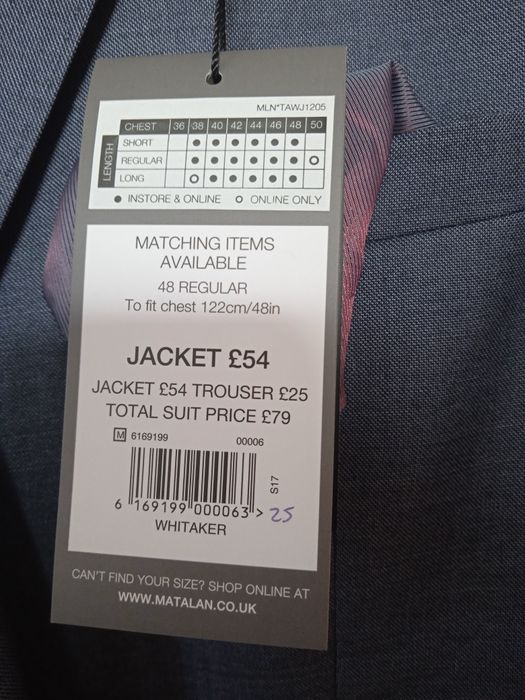 MLN*TAWJ1205
CHEST 36 38 40 42 44 46 48 50
LENGTH
SHORT ● ● ● ● ● ●
REGULAR ● ● ● ● ● ● ○
LONG ○ ● ● ● ● ●
● INSTORE & ONLINE ○ ONLINE ONLY
MATCHING ITEMS
AVAILABLE
48 REGULAR
To fit chest 122cm/48in
JACKET £54
JACKET £54 TROUSER £25
TOTAL SUIT PRICE £79
M 6169199 00006
S17
6 169199 000063 > 25
WHITAKER
CAN'T FIND YOUR SIZE? SHOP ONLINE AT
WWW.MATALAN.CO.UK